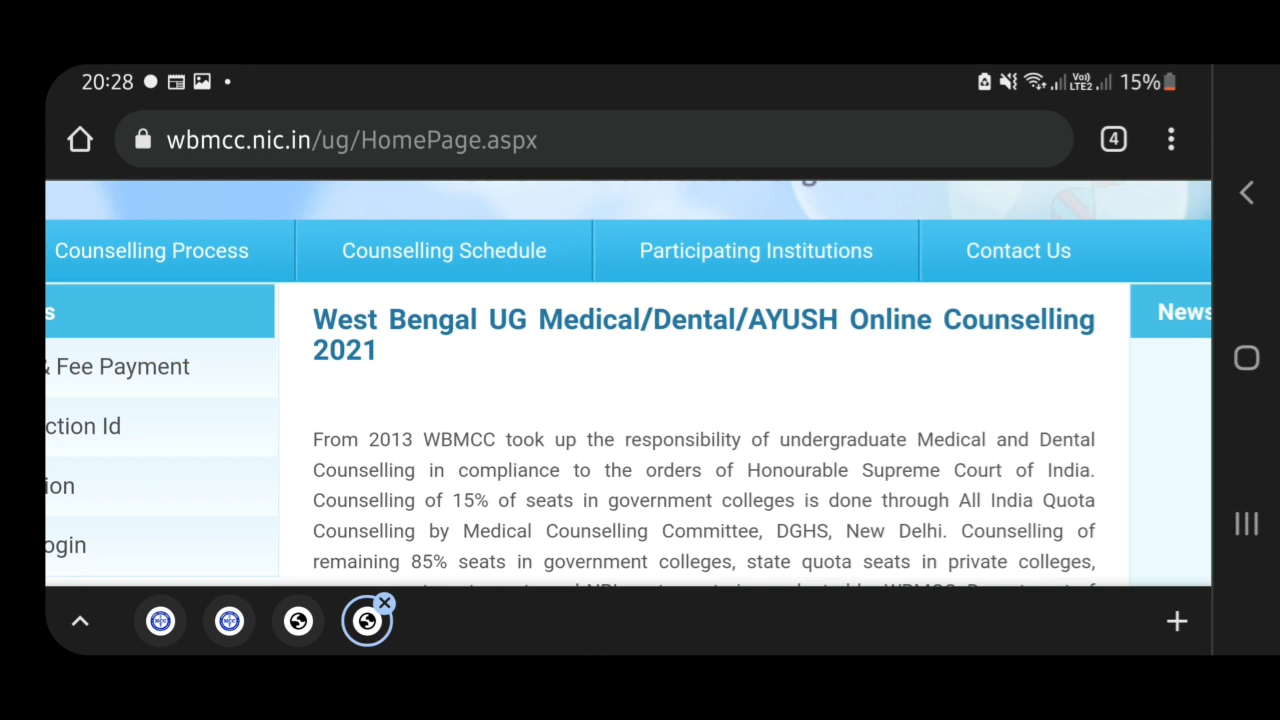 20:28
Vo) LTE2 15%
wbmcc.nic.in/ug/HomePage.aspx
4
Counselling Process Counselling Schedule Participating Institutions Contact Us
s
News
West Bengal UG Medical/Dental/AYUSH Online Counselling
2021
& Fee Payment
ction Id
ion
ogin
From 2013 WBMCC took up the responsibility of undergraduate Medical and Dental
Counselling in compliance to the orders of Honourable Supreme Court of India.
Counselling of 15% of seats in government colleges is done through All India Quota
Counselling by Medical Counselling Committee, DGHS, New Delhi. Counselling of
remaining 85% seats in government colleges, state quota seats in private colleges,